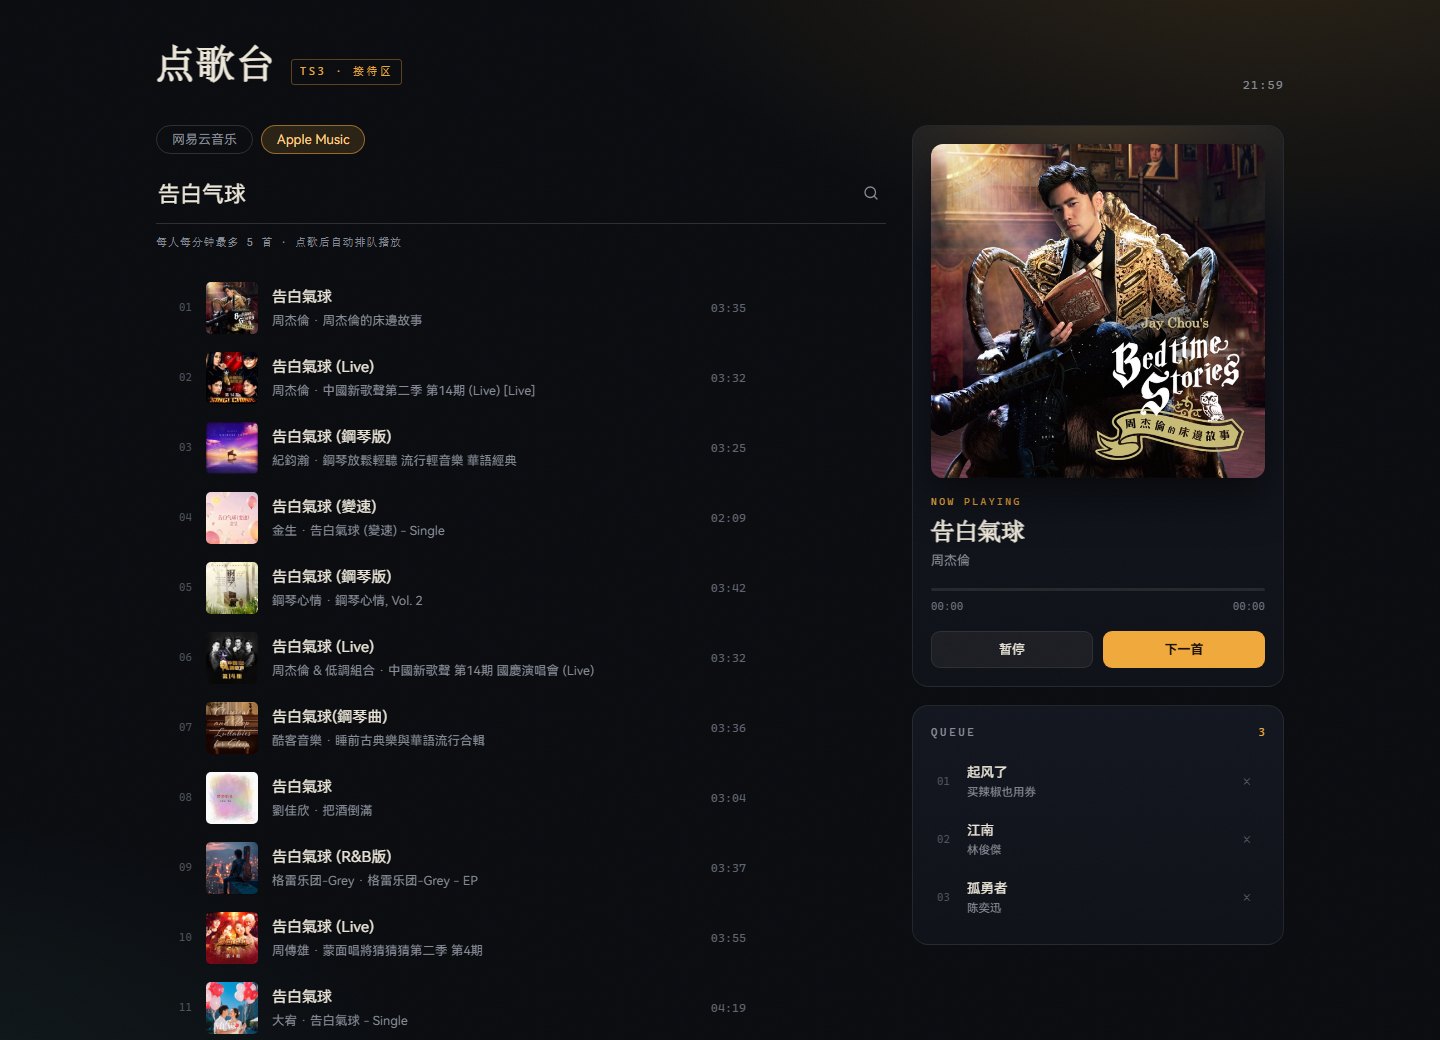 点歌台
TS3 · 接待区
21:59
网易云音乐
Apple Music
告白气球
每人每分钟最多 5 首 · 点歌后自动排队播放
01
告白氣球
周杰倫 · 周杰倫的床邊故事
03:35
02
告白氣球 (Live)
周杰倫 · 中國新歌聲第二季 第14期 (Live) [Live]
03:32
03
告白氣球 (鋼琴版)
紀鈞瀚 · 鋼琴放鬆輕聽 流行輕音樂 華語經典
03:25
04
告白氣球 (變速)
金生 · 告白氣球 (變速) - Single
02:09
05
告白氣球 (鋼琴版)
鋼琴心情 · 鋼琴心情, Vol. 2
03:42
06
告白氣球 (Live)
周杰倫 & 低調組合 · 中國新歌聲 第14期 國慶演唱會 (Live)
03:32
07
告白氣球(鋼琴曲)
酷客音樂 · 睡前古典樂與華語流行合輯
03:36
08
告白氣球
劉佳欣 · 把酒倒滿
03:04
09
告白氣球 (R&B版)
格雷乐团-Grey · 格雷乐团-Grey - EP
03:37
10
告白氣球 (Live)
周傳雄 · 蒙面唱將猜猜猜第二季 第4期
03:55
11
告白氣球
大宥 · 告白氣球 - Single
04:19
Jay Chou's
Bedtime
Stories
周杰倫的床邊故事
NOW PLAYING
告白氣球
周杰倫
00:00
00:00
暂停
下一首
QUEUE
3
01
起风了
买辣椒也用券
×
02
江南
林俊傑
×
03
孤勇者
陈奕迅
×